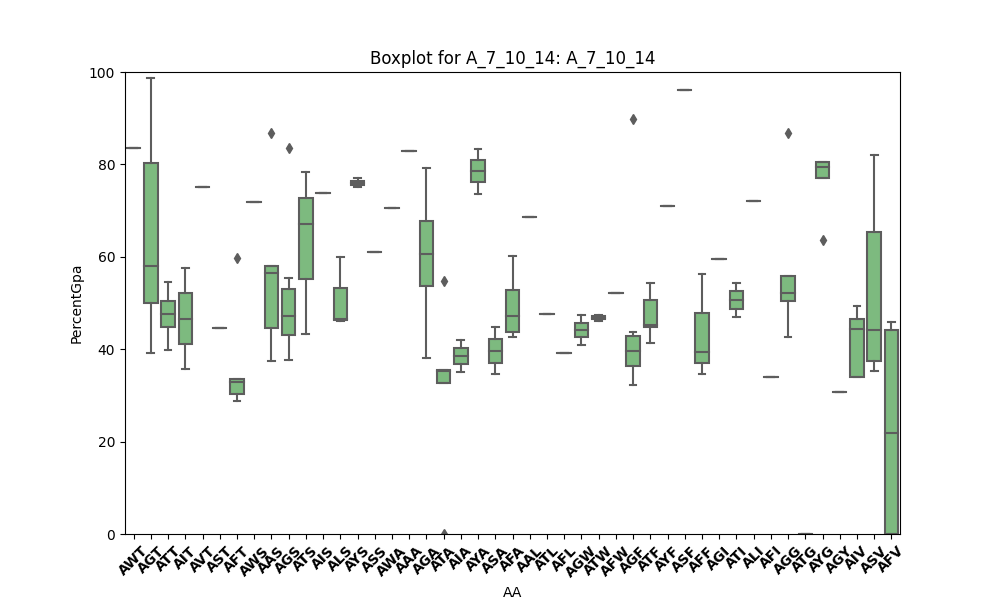 Boxplot for A_7_10_14: A_7_10_14
PercentGpa
100
80
60
40
20
0
AWT AGT ATT AIT AVT AST AFT AWS AAS AGS ATS AIS ALS AYS ASS AWA AAA AGA ATA AIA AYA ASA AFA AAL ATL AFL AGW ATW AFW AGF ATF AYF ASF AFF AGI ATI ALI AFI AGG ATG AYG AGY AIV ASV AFV
AA